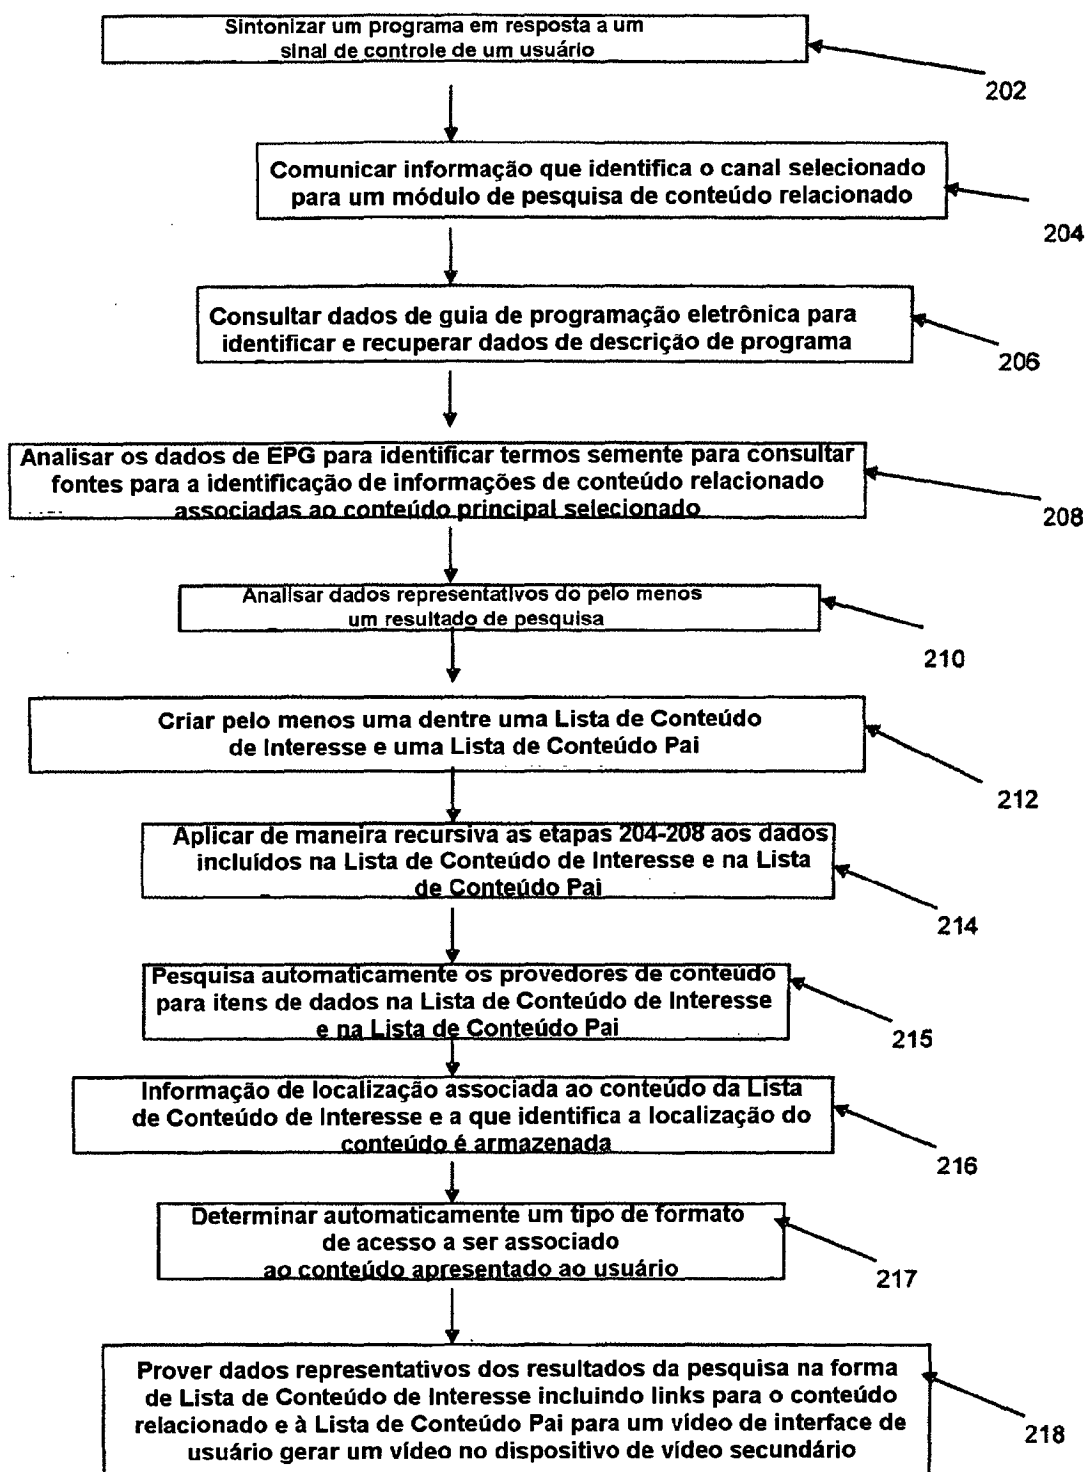 Sintonizar um programa em resposta a um
sinal de controle de um usuário
202
Comunicar informação que identifica o canal selecionado
para um módulo de pesquisa de conteúdo relacionado
204
Consultar dados de guia de programação eletrônica para
identificar e recuperar dados de descrição de programa
206
Analisar os dados de EPG para identificar termos semente para consultar
fontes para a identificação de informações de conteúdo relacionado
associadas ao conteúdo principal selecionado
208
Analisar dados representativos do pelo menos
um resultado de pesquisa
210
Criar pelo menos uma dentre uma Lista de Conteúdo
de Interesse e uma Lista de Conteúdo Pai
212
Aplicar de maneira recursiva as etapas 204-208 aos dados
incluídos na Lista de Conteúdo de Interesse e na Lista
de Conteúdo Pai
214
Pesquisa automaticamente os provedores de conteúdo
para itens de dados na Lista de Conteúdo de Interesse
e na Lista de Conteúdo Pai
215
Informação de localização associada ao conteúdo da Lista
de Conteúdo de Interesse e a que identifica a localização do
conteúdo é armazenada
216
Determinar automaticamente um tipo de formato
de acesso a ser associado
ao conteúdo apresentado ao usuário
217
Prover dados representativos dos resultados da pesquisa na forma
de Lista de Conteúdo de Interesse incluindo links para o conteúdo
relacionado e à Lista de Conteúdo Pai para um vídeo de interface de
usuário gerar um vídeo no dispositivo de vídeo secundário
218